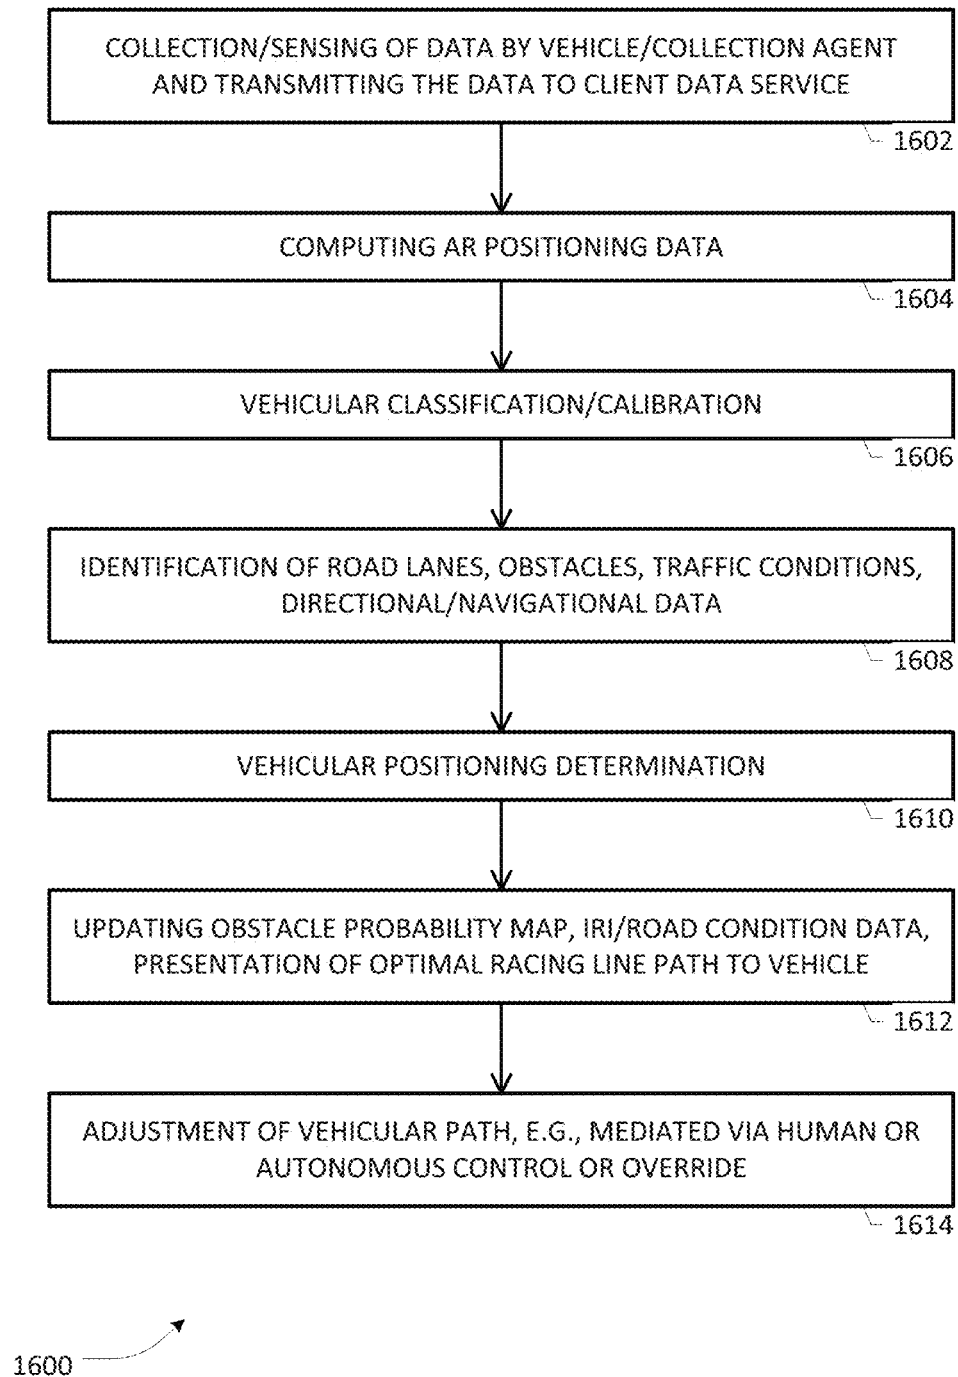 COLLECTION/SENSING OF DATA BY VEHICLE/COLLECTION AGENT
AND TRANSMITTING THE DATA TO CLIENT DATA SERVICE
1602
COMPUTING AR POSITIONING DATA
1604
VEHICULAR CLASSIFICATION/CALIBRATION
1606
IDENTIFICATION OF ROAD LANES, OBSTACLES, TRAFFIC CONDITIONS,
DIRECTIONAL/NAVIGATIONAL DATA
1608
VEHICULAR POSITIONING DETERMINATION
1610
UPDATING OBSTACLE PROBABILITY MAP, IRI/ROAD CONDITION DATA,
PRESENTATION OF OPTIMAL RACING LINE PATH TO VEHICLE
1612
ADJUSTMENT OF VEHICULAR PATH, E.G., MEDIATED VIA HUMAN OR
AUTONOMOUS CONTROL OR OVERRIDE
1614
1600